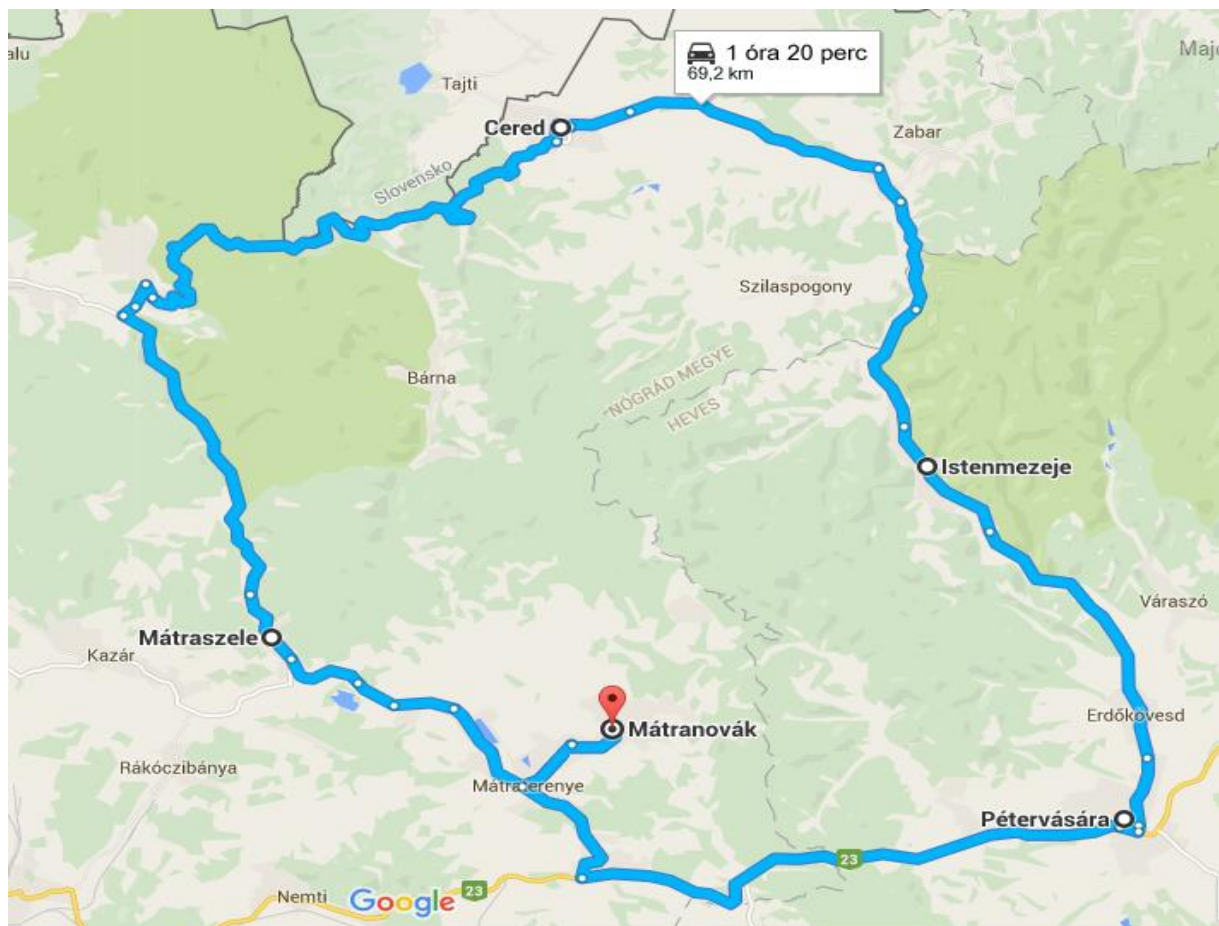 alu
Tajti
1 óra 20 perc
69,2 km
Cered
Zabar
Slovensko
Szilaspogony
Bárna
NÓGRÁD MEGYE
HEVES
Istenmezeje
Váraszó
Mátraszele
Kazár
Erdőkövesd
Mátranovák
Rákóczibánya
Mátraterenye
Pétervására
23
Nemti
Google
23